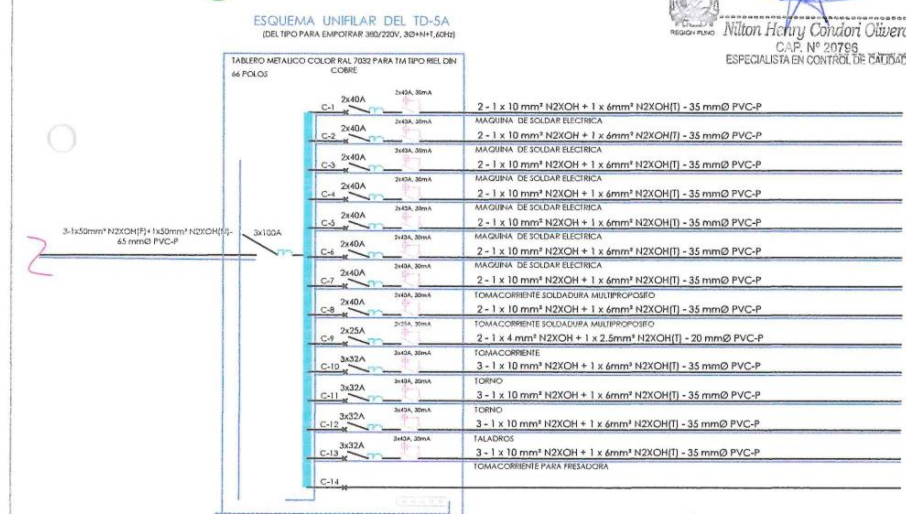 ESQUEMA UNIFILAR DEL TD-5A
(DEL TIPO PARA EMPOTRAR 380/220V, 3Ø+N+T,60Hz)
REGION PUNO
Nilton Henry Condori Olivera
CAP. Nº 20796
ESPECIALISTA EN CONTROL DE CALIDAD
TABLERO METALICO COLOR RAL 7032 PARA TM TIPO RIEL DIN
COBRE
66 POLOS
3-1x50mm² N2XOH(F)+1x50mm² N2XOH(N)-
65 mmØ PVC-P
3x100A
C-1 2x40A 2x40A, 30mA 2 - 1 x 10 mm² N2XOH + 1 x 6mm² N2XOH(T) - 35 mmØ PVC-P
MAQUINA DE SOLDAR ELECTRICA
C-2 2x40A 2x40A, 30mA 2 - 1 x 10 mm² N2XOH + 1 x 6mm² N2XOH(T) - 35 mmØ PVC-P
MAQUINA DE SOLDAR ELECTRICA
C-3 2x40A 2x40A, 30mA 2 - 1 x 10 mm² N2XOH + 1 x 6mm² N2XOH(T) - 35 mmØ PVC-P
MAQUINA DE SOLDAR ELECTRICA
C-4 2x40A 2x40A, 30mA 2 - 1 x 10 mm² N2XOH + 1 x 6mm² N2XOH(T) - 35 mmØ PVC-P
MAQUINA DE SOLDAR ELECTRICA
C-5 2x40A 2x40A, 30mA 2 - 1 x 10 mm² N2XOH + 1 x 6mm² N2XOH(T) - 35 mmØ PVC-P
MAQUINA DE SOLDAR ELECTRICA
C-6 2x40A 2x40A, 30mA 2 - 1 x 10 mm² N2XOH + 1 x 6mm² N2XOH(T) - 35 mmØ PVC-P
MAQUINA DE SOLDAR ELECTRICA
C-7 2x40A 2x40A, 30mA 2 - 1 x 10 mm² N2XOH + 1 x 6mm² N2XOH(T) - 35 mmØ PVC-P
TOMACORRIENTE SOLDADURA MULTIPROPOSITO
C-8 2x40A 2x40A, 30mA 2 - 1 x 10 mm² N2XOH + 1 x 6mm² N2XOH(T) - 35 mmØ PVC-P
TOMACORRIENTE SOLDADURA MULTIPROPOSITO
C-9 2x25A 2x25A, 30mA 2 - 1 x 4 mm² N2XOH + 1 x 2.5mm² N2XOH(T) - 20 mmØ PVC-P
TOMACORRIENTE
C-10 3x32A 3x40A, 30mA 3 - 1 x 10 mm² N2XOH + 1 x 6mm² N2XOH(T) - 35 mmØ PVC-P
TORNO
C-11 3x32A 3x40A, 30mA 3 - 1 x 10 mm² N2XOH + 1 x 6mm² N2XOH(T) - 35 mmØ PVC-P
TORNO
C-12 3x32A 3x40A, 30mA 3 - 1 x 10 mm² N2XOH + 1 x 6mm² N2XOH(T) - 35 mmØ PVC-P
TALADROS
C-13 3x32A 3x40A, 30mA 3 - 1 x 10 mm² N2XOH + 1 x 6mm² N2XOH(T) - 35 mmØ PVC-P
TOMACORRIENTE PARA FRESADORA
C-14